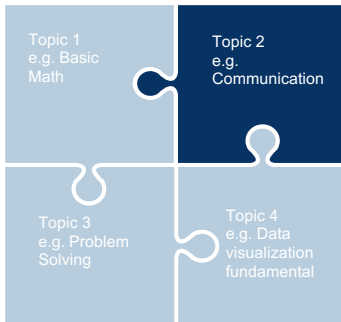 Topic 1
e.g. Basic
Math
Topic 2
e.g.
Communication
Topic 3
e.g. Problem
Solving
Topic 4
e.g. Data
visualization
fundamental